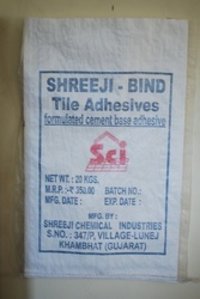 SHREEJI - BIND
Tile Adhesives
formulated cement base adhesive
Sci
NET WT: 20 KGS.
M.R.P. :-₹ 350.00 BATCH NO.:
MFG. DATE : EXP. DATE :
MFG. BY :
SHREEJI CHEMICAL INDUSTRIES
S.NO. : 347/P, VILLAGE-LUNEJ
KHAMBHAT (GUJARAT)